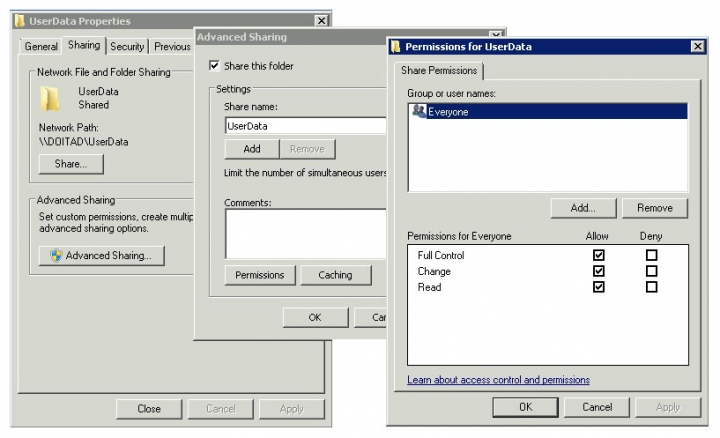 UserData Properties
General Sharing Security Previous
Network File and Folder Sharing
UserData
Shared
Network Path:
\\DOITAD\UserData
Share...
Advanced Sharing
Set custom permissions, create multip
advanced sharing options.
Advanced Sharing...
Close Cancel Apply
Advanced Sharing
Share this folder
Settings
Share name:
UserData
Add Remove
Limit the number of simultaneous users
Comments:
Permissions Caching
OK Car
Permissions for UserData
Share Permissions
Group or user names:
Everyone
Add... Remove
Permissions for Everyone Allow Deny
Full Control
Change
Read
Learn about access control and permissions
OK Cancel Apply